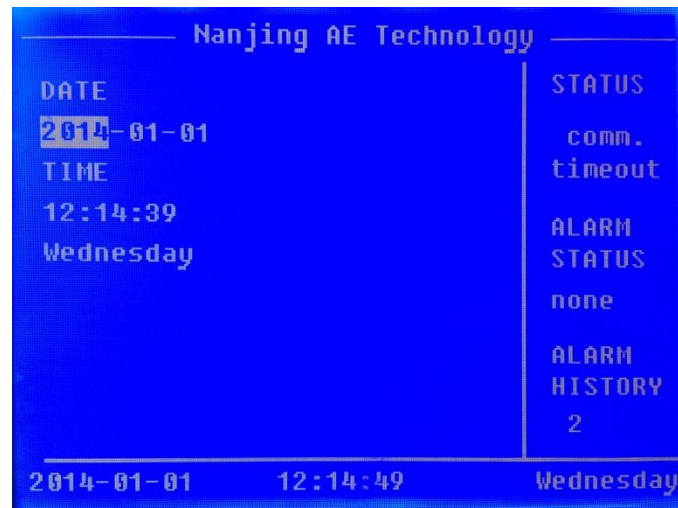 Nanjing AE Technology
DATE
2014-01-01
TIME
12:14:39
Wednesday
STATUS
comm.
timeout
ALARM
STATUS
none
ALARM
HISTORY
2
2014-01-01 12:14:49 Wednesday